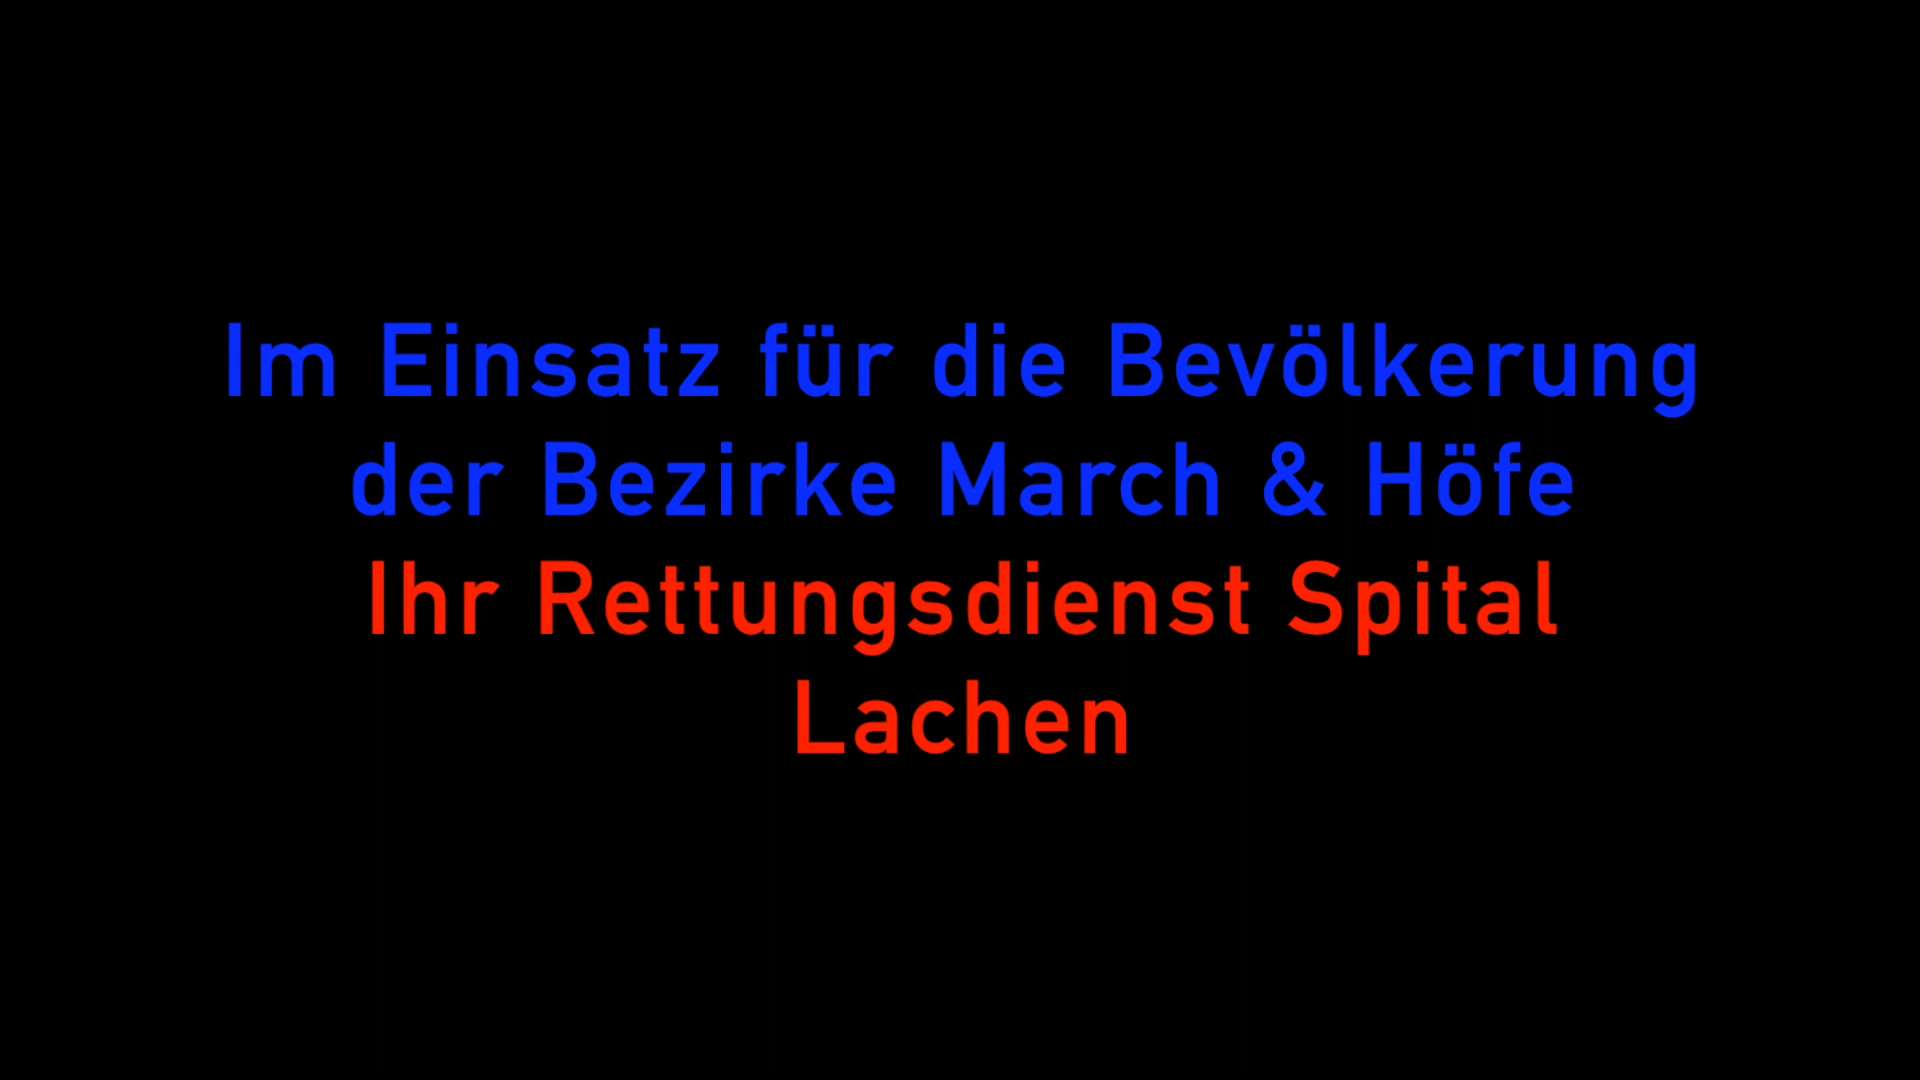 Im Einsatz für die Bevölkerung
der Bezirke March & Höfe
Ihr Rettungsdienst Spital
Lachen